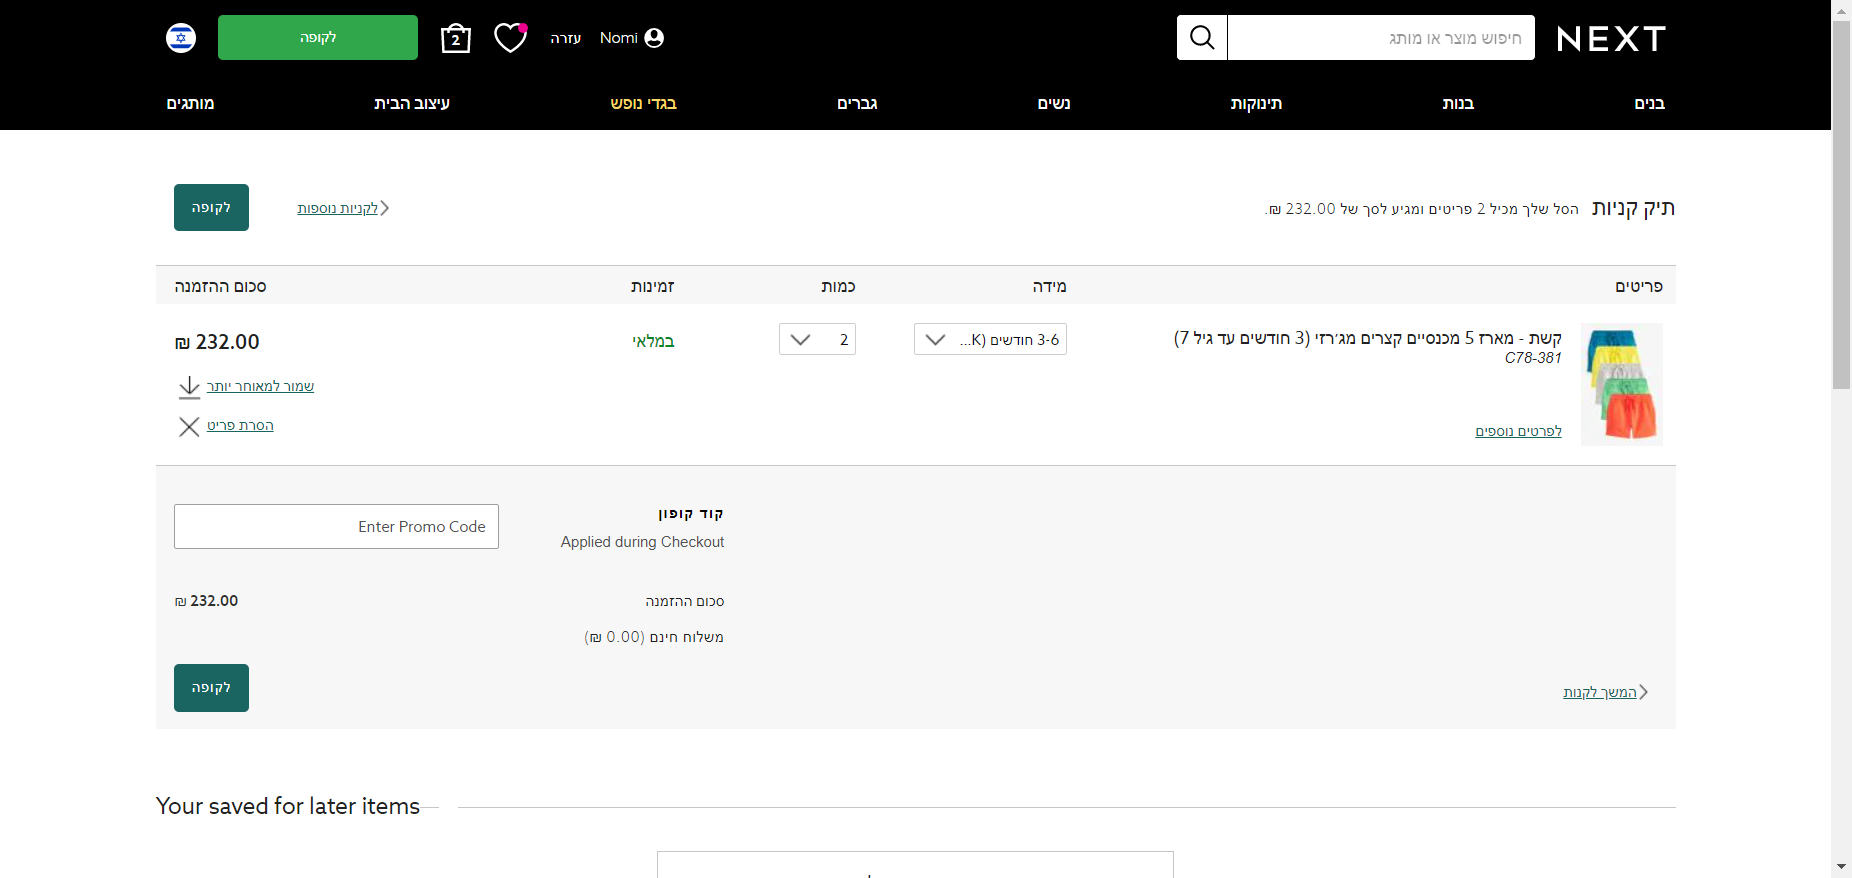 NEXT
חיפוש מוצר או מותג
Nomi
עזרה
2
לקופה
בנים
בנות
תינוקות
נשים
גברים
בגדי נופש
עיצוב הבית
מותגים
תיק קניות
הסל שלך מכיל 2 פריטים ומגיע לסך של 232.00 ₪.
לקניות נוספות
לקופה
פריטים
מידה
כמות
זמינות
סכום ההזמנה
קשת - מארז 5 מכנסיים קצרים מג׳רזי (3 חודשים עד גיל 7)
C78-381
לפרטים נוספים
3-6 חודשים (K...
2
במלאי
232.00 ₪
שמור למאוחר יותר
הסרת פריט
קוד קופון
Applied during Checkout
Enter Promo Code
סכום ההזמנה
232.00 ₪
משלוח חינם (0.00 ₪)
המשך לקנות
לקופה
Your saved for later items